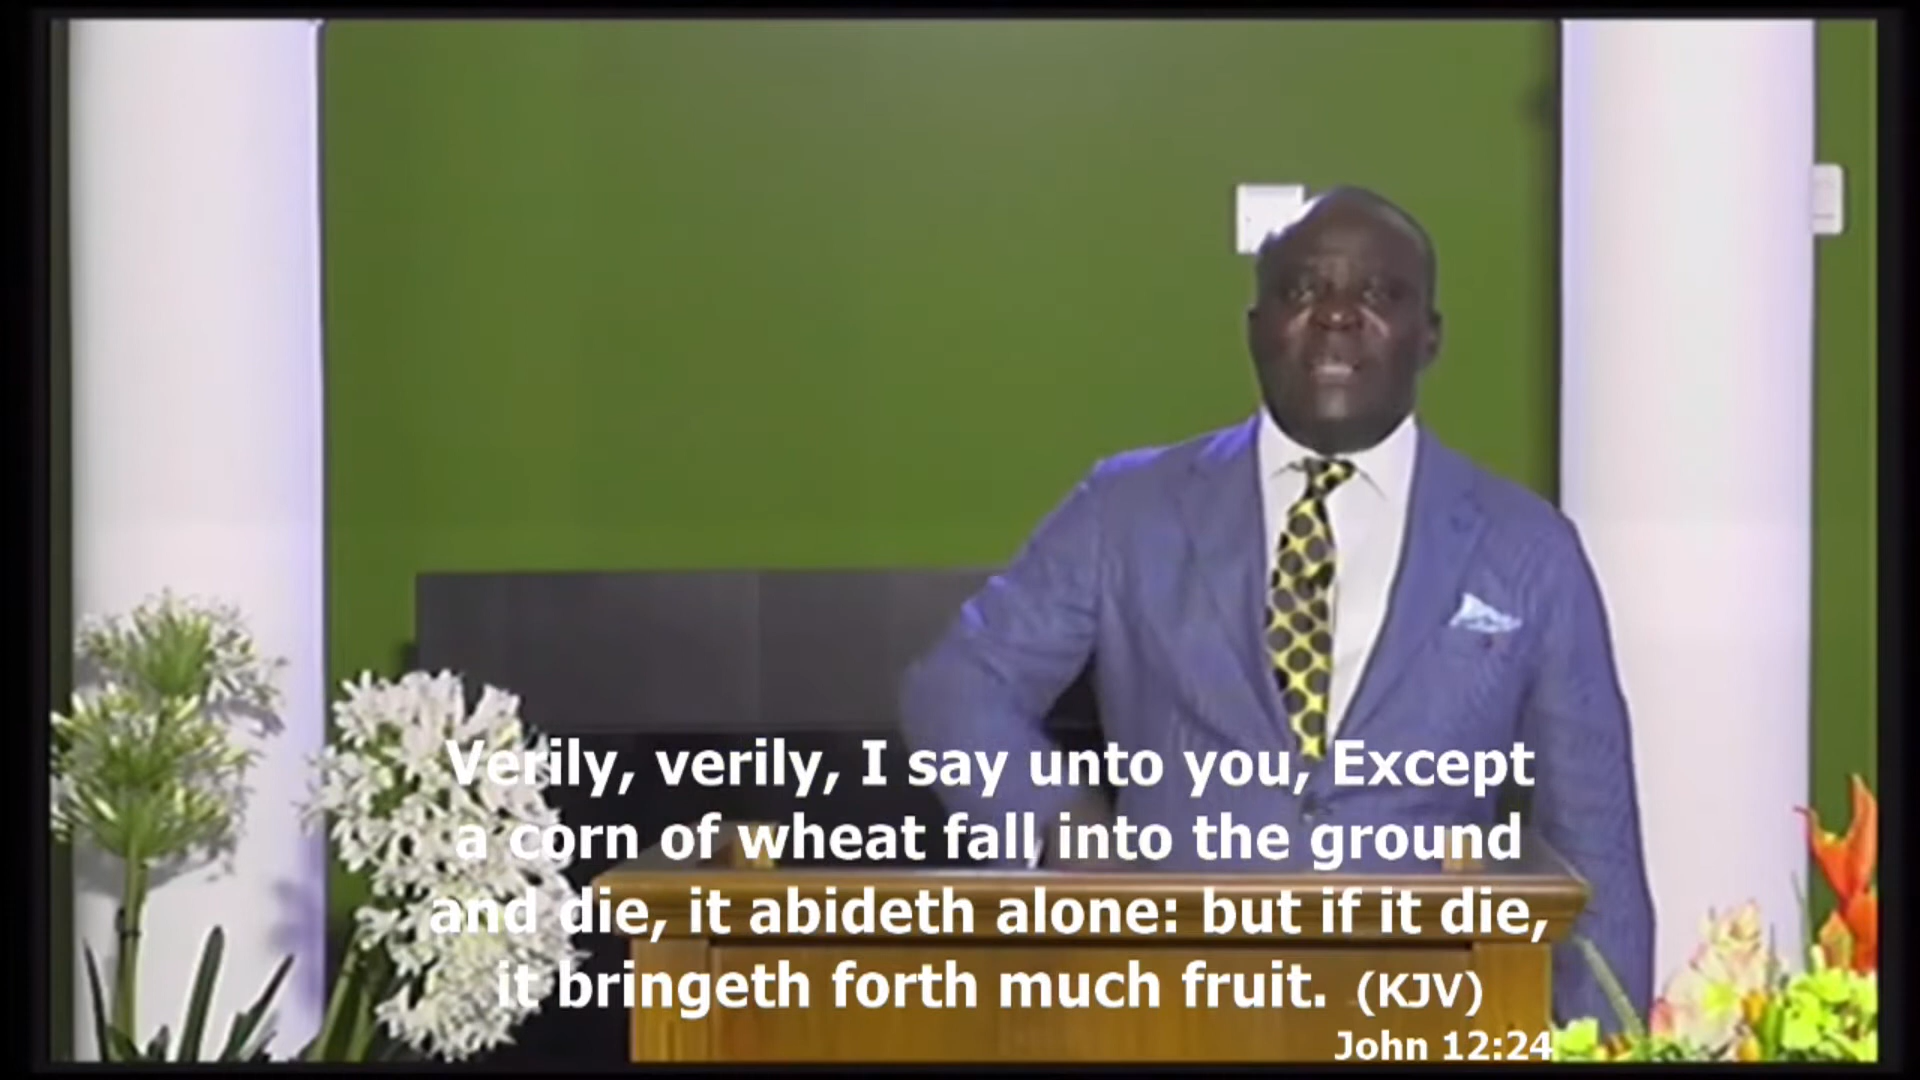 Verily, verily, I say unto you, Except
a corn of wheat fall into the ground
and die, it abideth alone: but if it die,
it bringeth forth much fruit. (KJV)
John 12:24